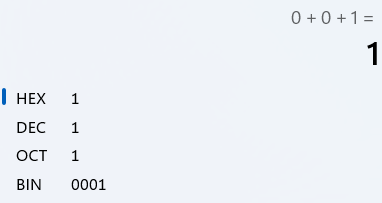 0 + 0 + 1 =
1
HEX 1
DEC 1
OCT 1
BIN 0001